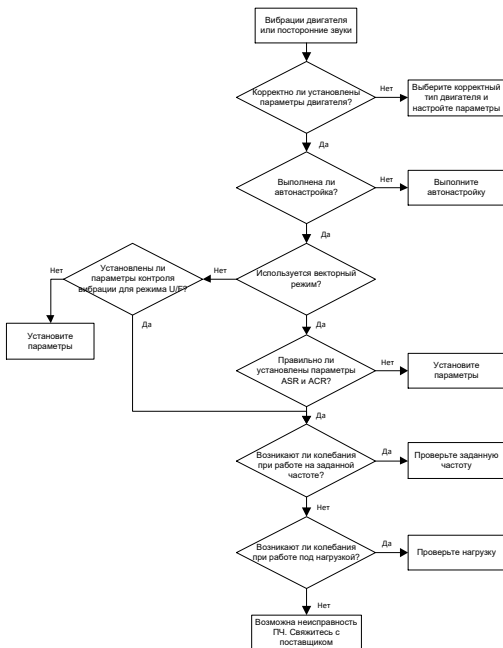 Вибрации двигателя
или посторонние звуки
Корректно ли установлены
параметры двигателя?
Нет
Выберите корректный
тип двигателя и
настройте параметры
Да
Выполнена ли
автонастройка?
Нет
Выполните
автонастройку
Да
Используется векторный
режим?
Нет
Установлены ли
параметры контроля
вибрации для режима U/F?
Нет
Установите
параметры
Да
Да
Правильно ли
установлены параметры
ASR и ACR?
Нет
Установите
параметры
Да
Возникают ли колебания
при работе на заданной
частоте?
Да
Проверьте заданную
частоту
Нет
Возникают ли колебания
при работе под нагрузкой?
Да
Проверьте нагрузку
Нет
Возможна неисправность
ПЧ. Свяжитесь с
поставщиком